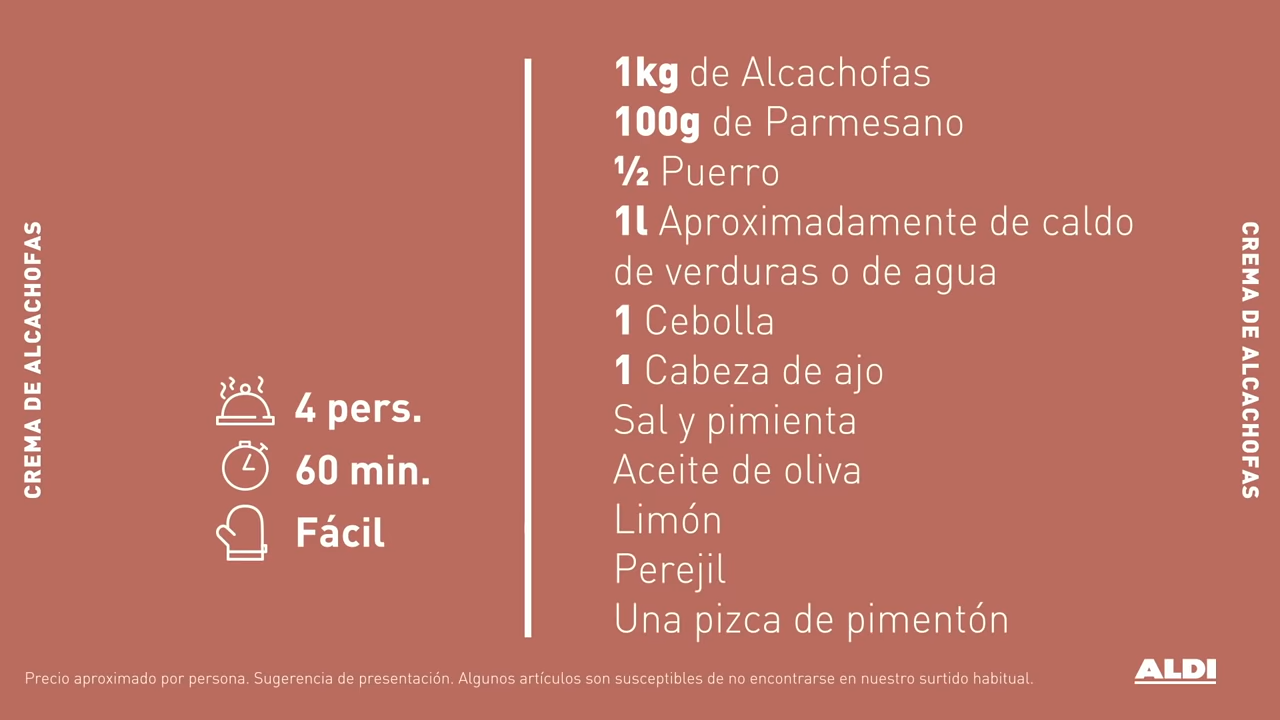 CREMA DE ALCACHOFAS
4 pers.
60 min.
Fácil
1kg de Alcachofas
100g de Parmesano
½ Puerro
1l Aproximadamente de caldo
de verduras o de agua
1 Cebolla
1 Cabeza de ajo
Sal y pimienta
Aceite de oliva
Limón
Perejil
Una pizca de pimentón
CREMA DE ALCACHOFAS
Precio aproximado por persona. Sugerencia de presentación. Algunos artículos son susceptibles de no encontrarse en nuestro surtido habitual.
ALDI